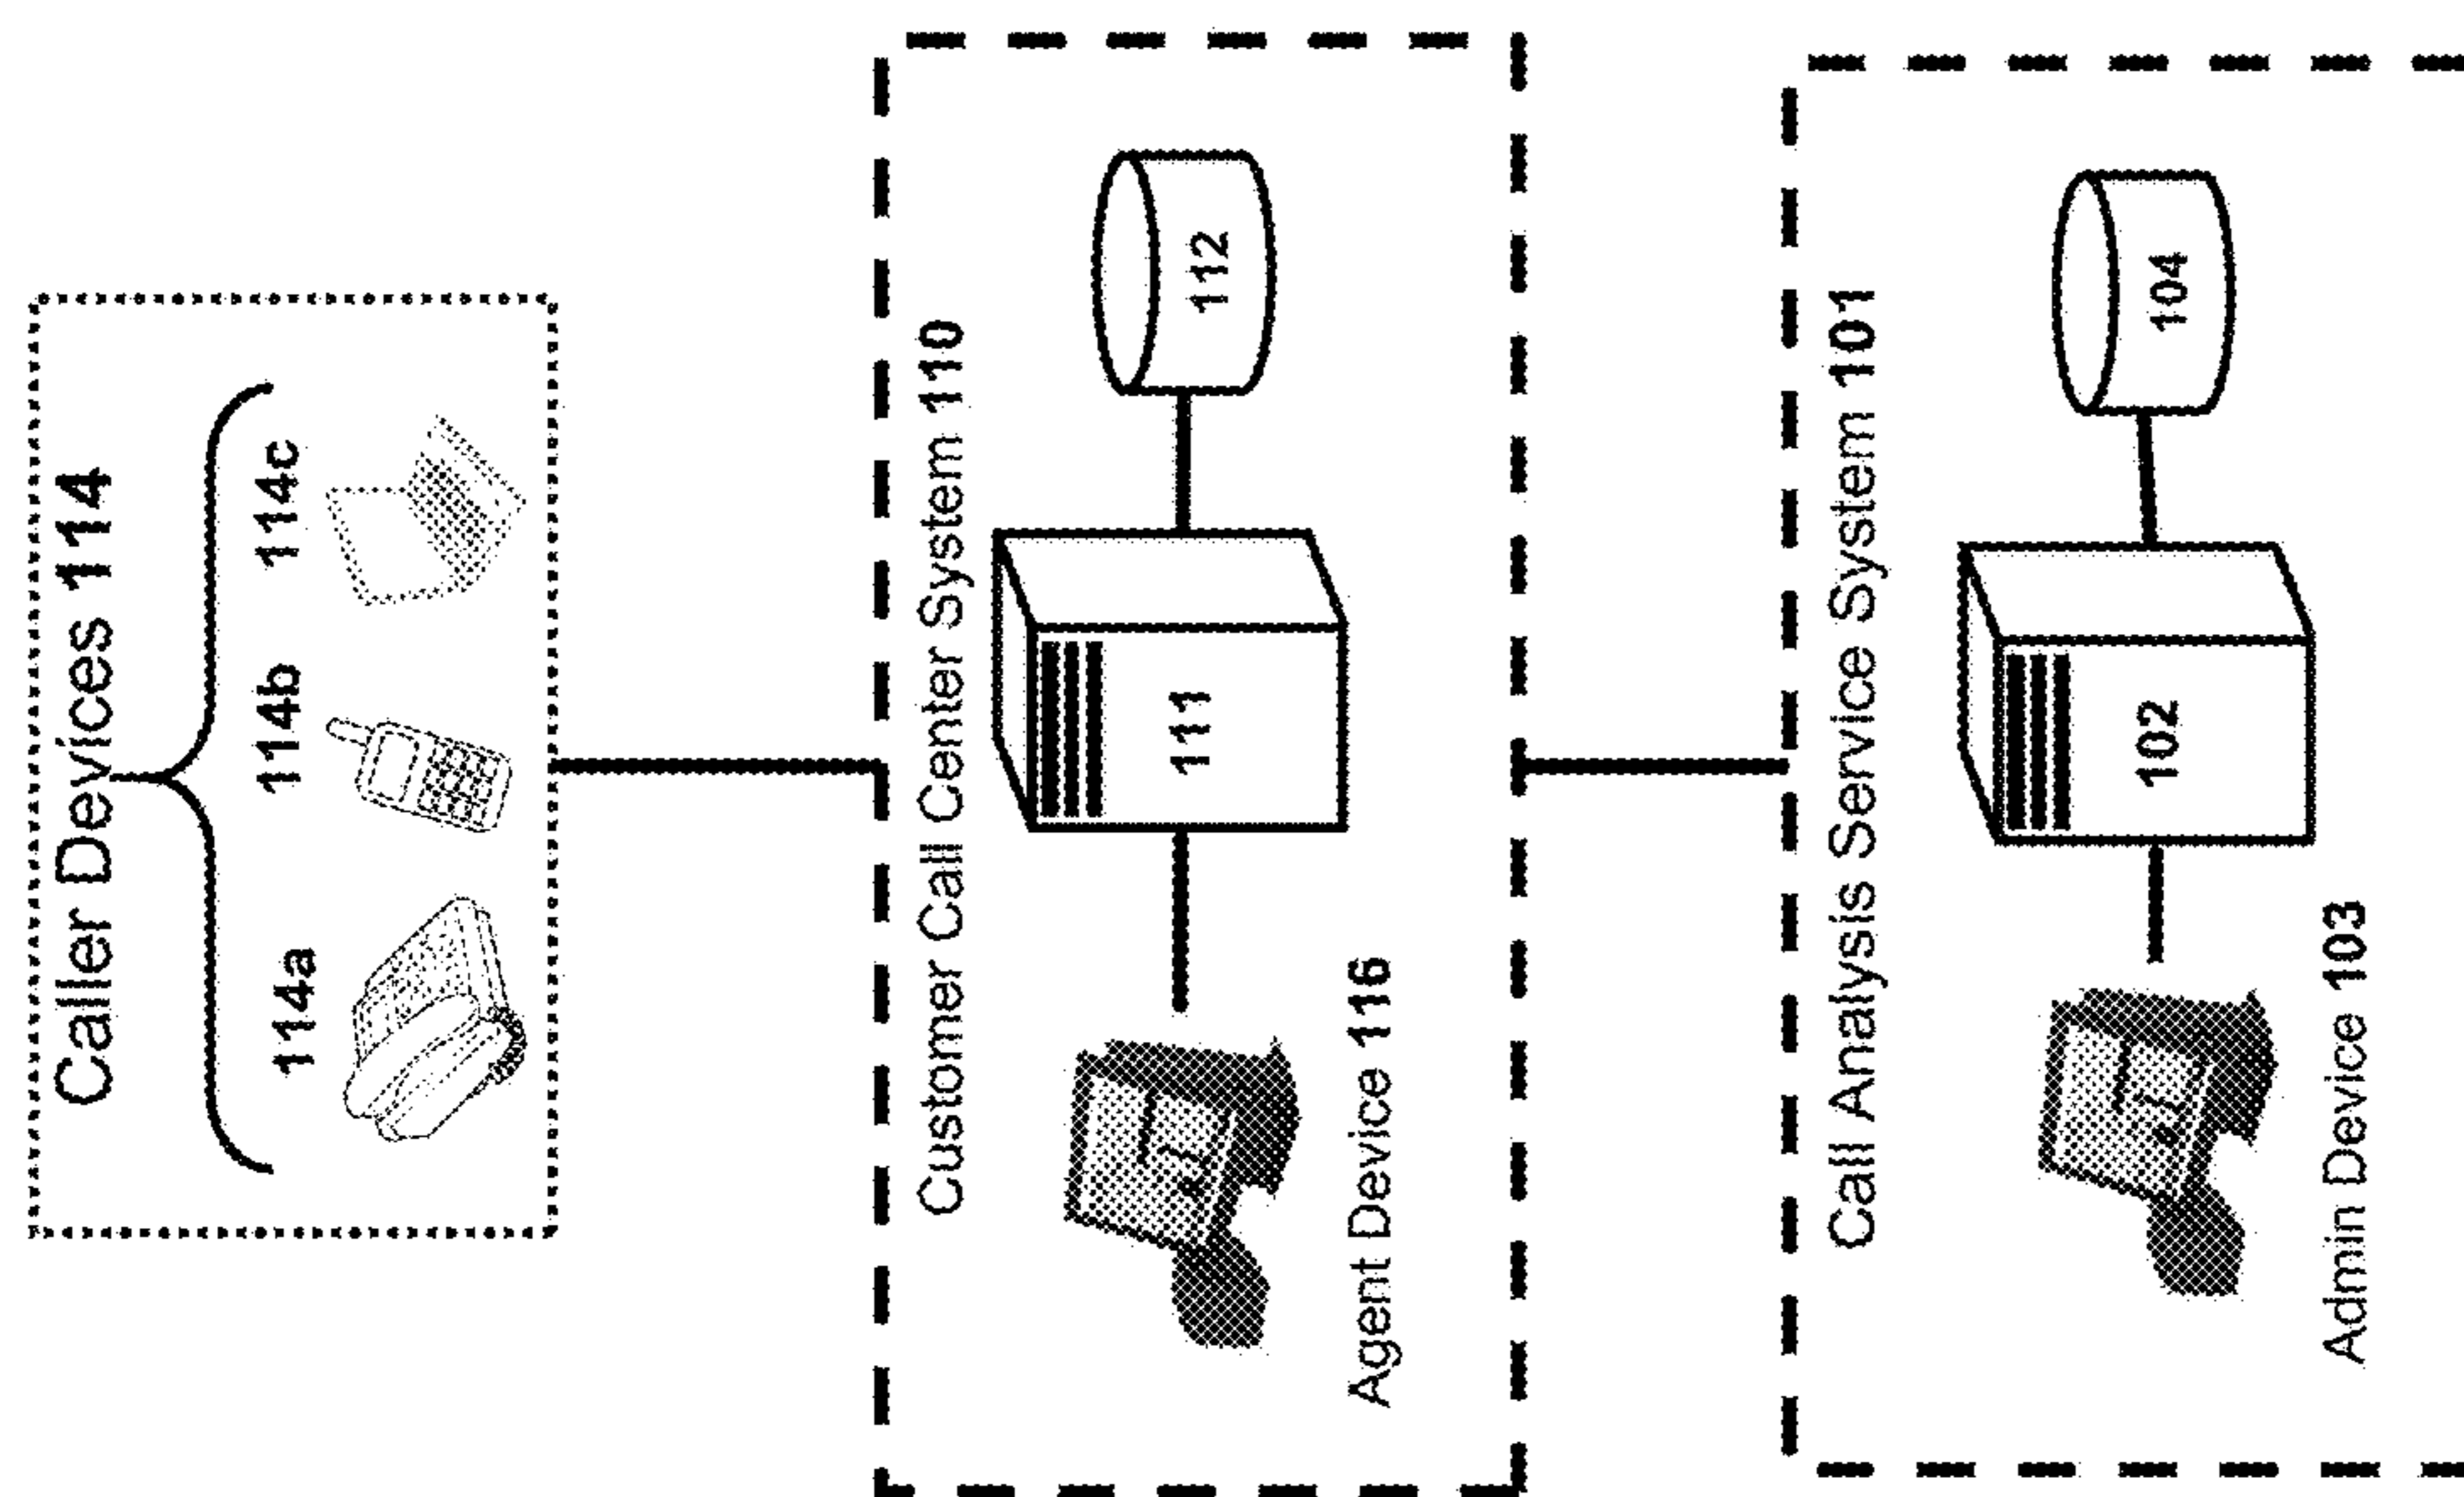 Caller Devices 114
114a 114b 114c
Customer Call Center System 110
111
112
Agent Device 116
Call Analysis Service System 101
102
104
Admin Device 103